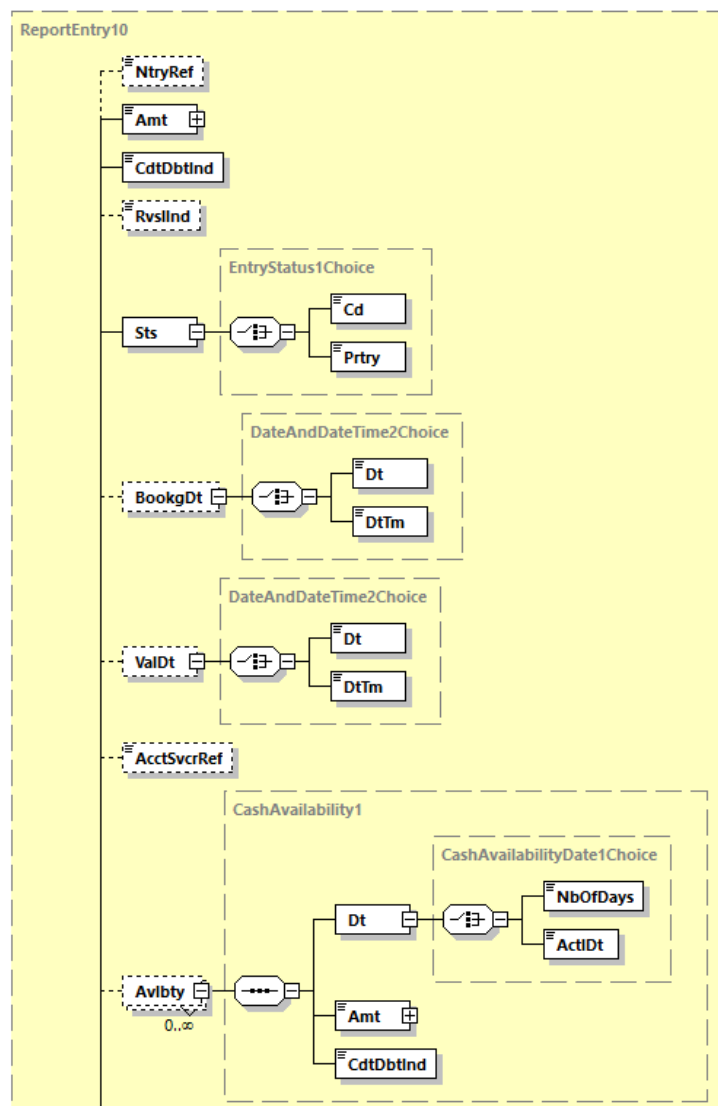 ReportEntry10
NtryRef
Amt
CdtDbtInd
RvslInd
EntryStatus1Choice
Cd
Sts
Prtry
DateAndDateTime2Choice
Dt
BookgDt
DtTm
DateAndDateTime2Choice
Dt
ValDt
DtTm
AcctSvcrRef
CashAvailability1
CashAvailabilityDate1Choice
NbOfDays
Dt
ActlDt
Avlbty
0..∞
Amt
CdtDbtInd